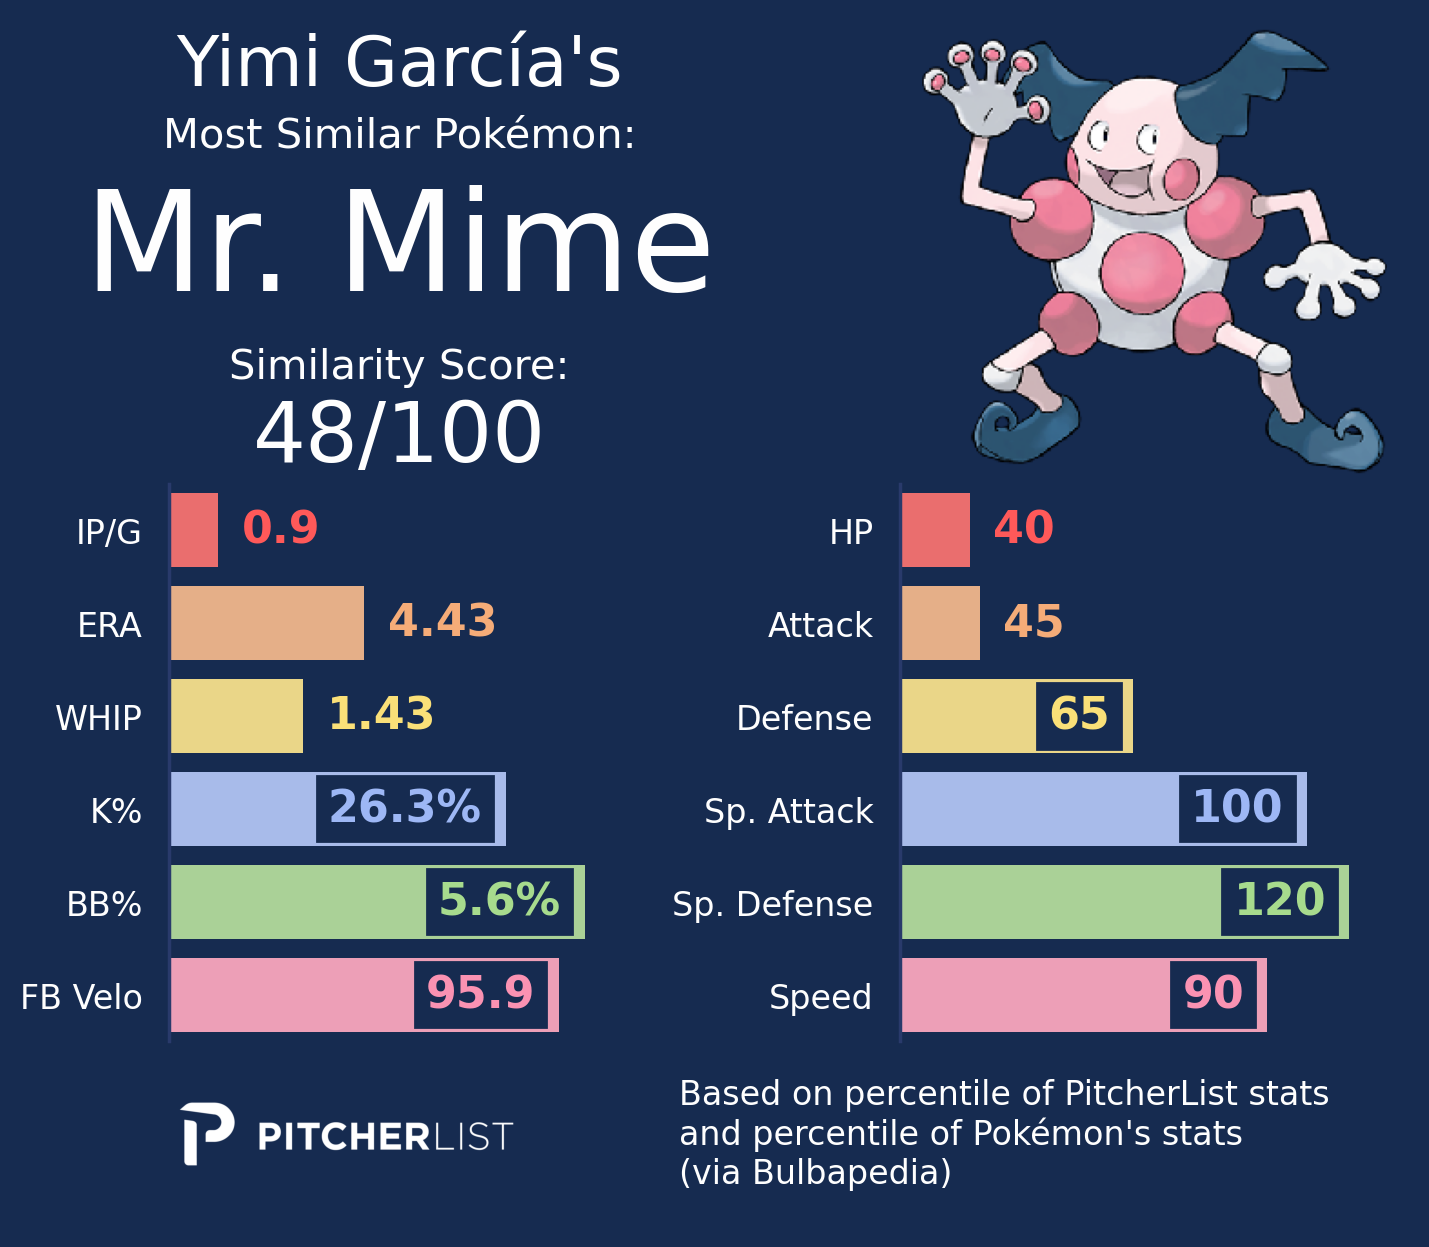 Yimi García's
Most Similar Pokémon:
Mr. Mime
Similarity Score:
48/100
IP/G 0.9
ERA 4.43
WHIP 1.43
K% 26.3%
BB% 5.6%
FB Velo 95.9
HP 40
Attack 45
Defense 65
Sp. Attack 100
Sp. Defense 120
Speed 90
PITCHERLIST
Based on percentile of PitcherList stats
and percentile of Pokémon's stats
(via Bulbapedia)